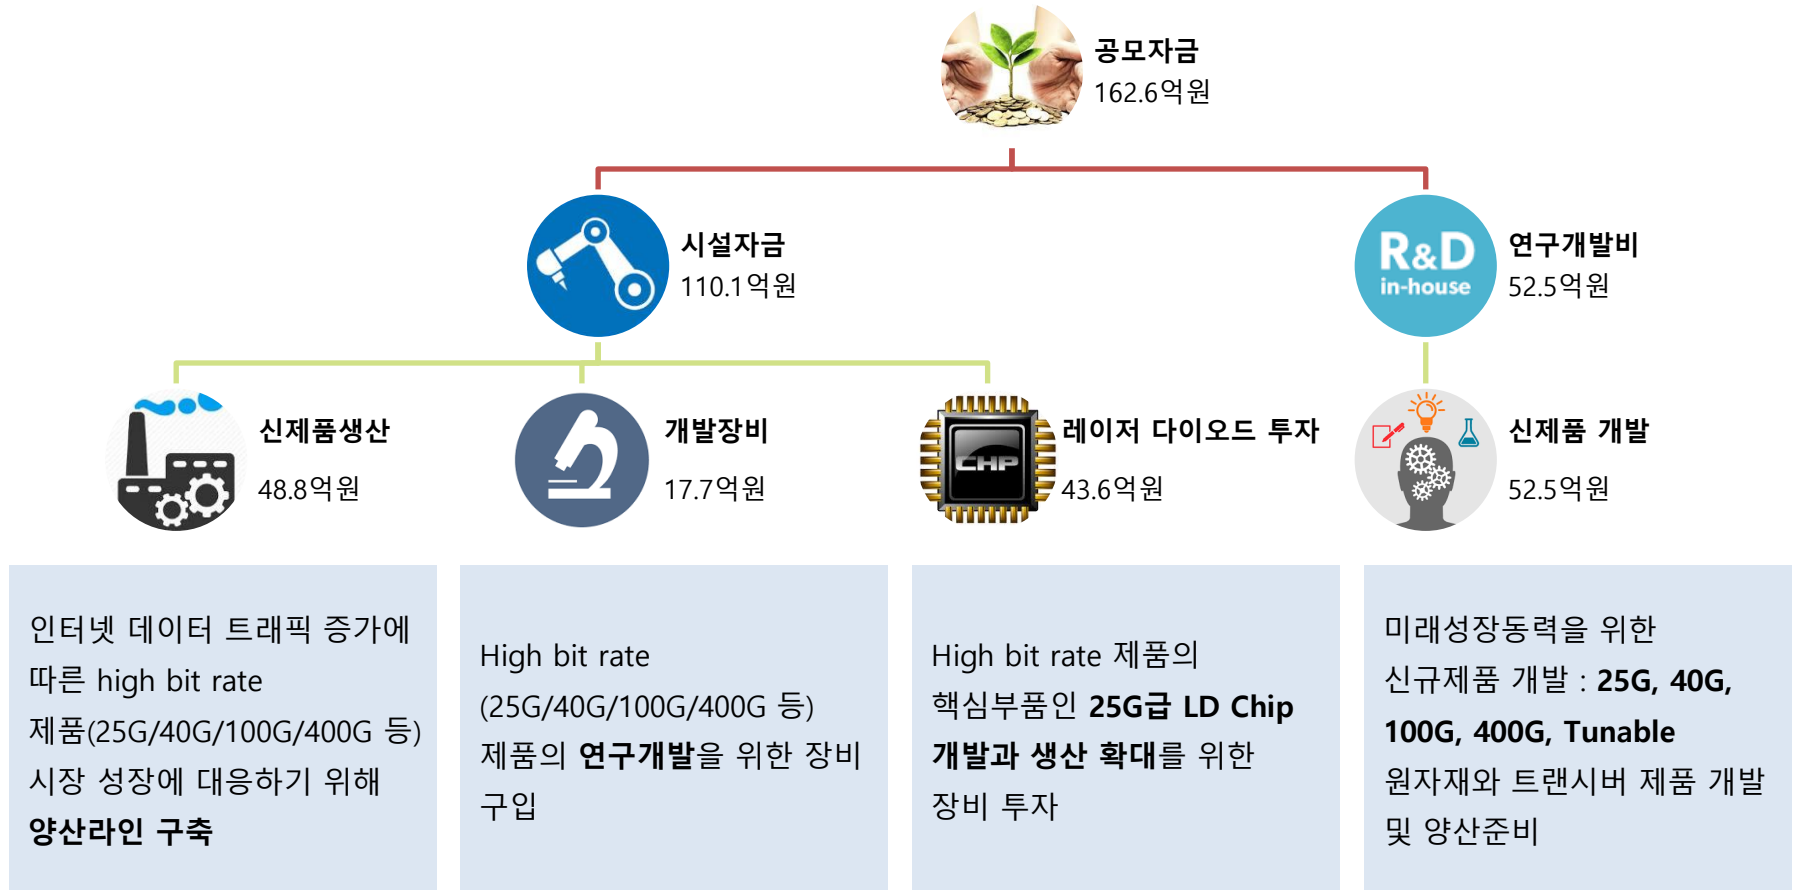 공모자금
162.6억원
시설자금
110.1억원
R&D
in-house
연구개발비
52.5억원
신제품생산
48.8억원
개발장비
17.7억원
CHP
레이저 다이오드 투자
43.6억원
신제품 개발
52.5억원
인터넷 데이터 트래픽 증가에
따른 high bit rate
제품(25G/40G/100G/400G 등)
시장 성장에 대응하기 위해
양산라인 구축
High bit rate
(25G/40G/100G/400G 등)
제품의 연구개발을 위한 장비
구입
High bit rate 제품의
핵심부품인 25G급 LD Chip
개발과 생산 확대를 위한
장비 투자
미래성장동력을 위한
신규제품 개발 : 25G, 40G,
100G, 400G, Tunable
원자재와 트랜시버 제품 개발
및 양산준비